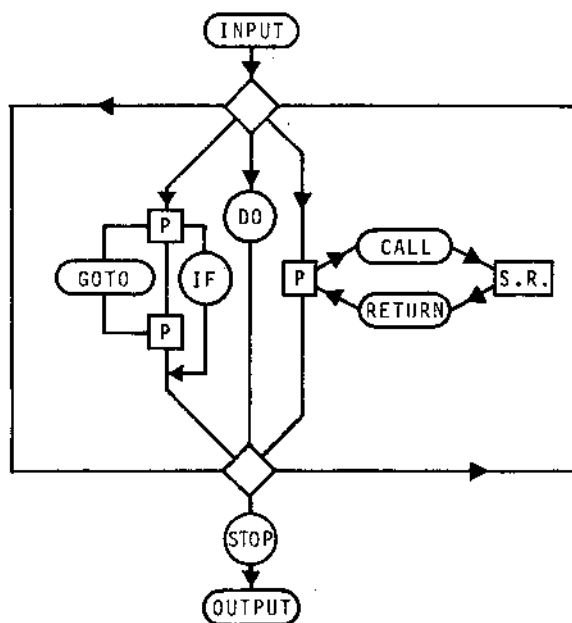 INPUT
P
DO
GOTO
IF
P
CALL
S.R.
RETURN
P
STOP
OUTPUT